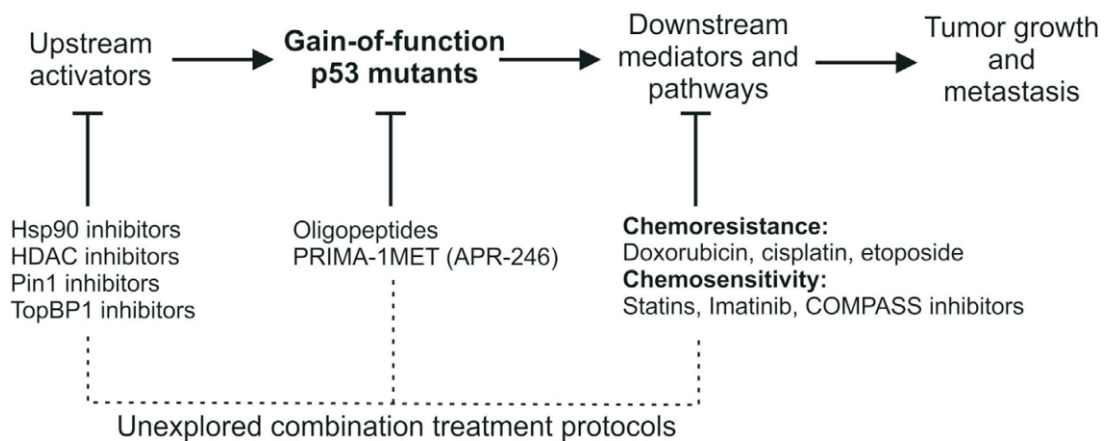 Upstream
activators
Gain-of-function
p53 mutants
Downstream
mediators and
pathways
Tumor growth
and
metastasis
Hsp90 inhibitors
HDAC inhibitors
Pin1 inhibitors
TopBP1 inhibitors
Oligopeptides
PRIMA-1MET (APR-246)
Chemoresistance:
Doxorubicin, cisplatin, etoposide
Chemosensitivity:
Statins, Imatinib, COMPASS inhibitors
Unexplored combination treatment protocols